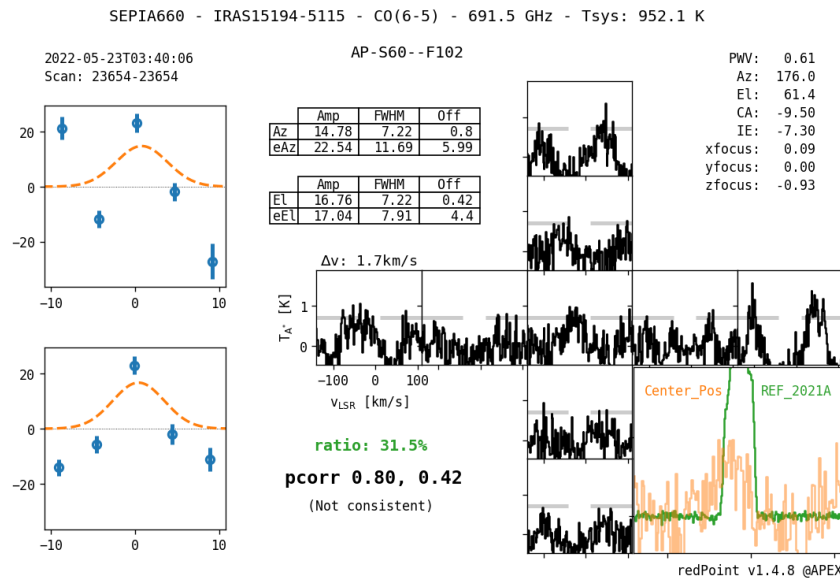 SEPIA660 - IRAS15194-5115 - CO(6-5) - 691.5 GHz - Tsys: 952.1 K
2022-05-23T03:40:06
Scan: 23654-23654
AP-S60--F102
PWV: 0.61
Az: 176.0
El: 61.4
CA: -9.50
IE: -7.30
xfocus: 0.09
yfocus: 0.00
zfocus: -0.93
20
0
−20
−10 0 10
Amp FWHM Off
Az 14.78 7.22 0.8
eAz 22.54 11.69 5.99
Amp FWHM Off
El 16.76 7.22 0.42
eEl 17.04 7.91 4.4
Δv: 1.7km/s
TA* [K]
1
0
−100 0 100
vLSR [km/s]
20
0
−20
−10 0 10
ratio: 31.5%
pcorr 0.80, 0.42
(Not consistent)
Center_Pos
REF_2021A
redPoint v1.4.8 @APEX